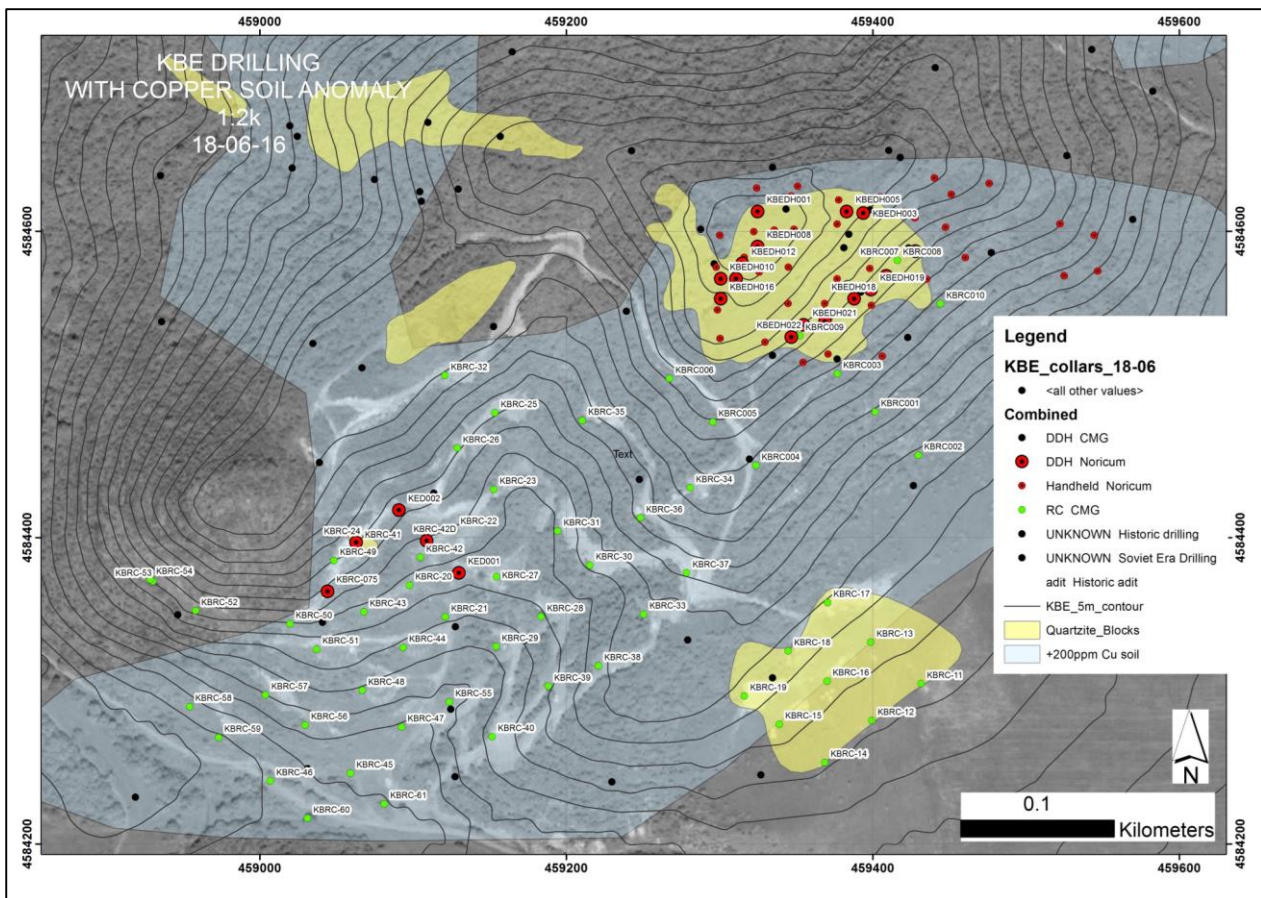 459000
459200
459400
459600
KBE DRILLING
WITH COPPER SOIL ANOMALY
1.2k
18-06-16
4584600
4584600
KBEDH001
KBEDH005
KBEDH003
KBEDH008
KBEDH012
KBRC007
KBRC008
KBEDH010
KBEDH019
KBEDH016
KBEDH018
KBRC010
KBEDH021
KBEDH022
KBRC009
KBRC-32
KBRC006
KBRC003
KBRC-25
KBRC-35
KBRC005
KBRC001
KBRC-26
Text
KBRC004
KBRC002
KBRC-23
KBRC-34
KED002
KBRC-24
KBRC-41
KBRC-42D
KBRC-22
KBRC-31
KBRC-36
4584400
4584400
KBRC-49
KBRC-42
KBRC-30
KBRC-37
KED001
KBRC-53
KBRC-54
KBRC-075
KBRC-20
KBRC-27
KBRC-52
KBRC-43
KBRC-21
KBRC-28
KBRC-33
KBRC-17
KBRC-50
KBRC-51
KBRC-44
KBRC-29
KBRC-18
KBRC-13
KBRC-38
KBRC-57
KBRC-48
KBRC-39
KBRC-16
KBRC-11
KBRC-58
KBRC-55
KBRC-19
KBRC-59
KBRC-56
KBRC-47
KBRC-40
KBRC-15
KBRC-12
KBRC-46
KBRC-45
KBRC-14
KBRC-60
KBRC-61
Legend
KBE_collars_18-06
<all other values>
Combined
DDH CMG
DDH Noricum
Handheld Noricum
RC CMG
UNKNOWN Historic drilling
UNKNOWN Soviet Era Drilling
adit Historic adit
KBE_5m_contour
Quartzite_Blocks
+200ppm Cu soil
N
0.1
Kilometers
4584200
4584200
459000
459200
459400
459600